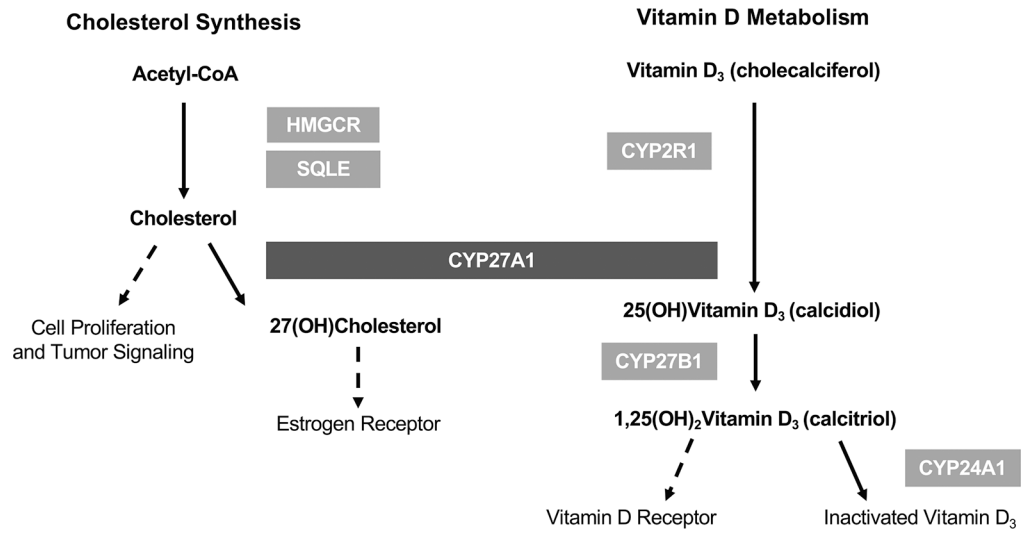 Cholesterol Synthesis
Acetyl-CoA
HMGCR
SQLE
Cholesterol
CYP27A1
Cell Proliferation
and Tumor Signaling
27(OH)Cholesterol
Estrogen Receptor
Vitamin D Metabolism
Vitamin D₃ (cholecalciferol)
CYP2R1
25(OH)Vitamin D₃ (calcidiol)
CYP27B1
1,25(OH)₂Vitamin D₃ (calcitriol)
CYP24A1
Vitamin D Receptor
Inactivated Vitamin D₃